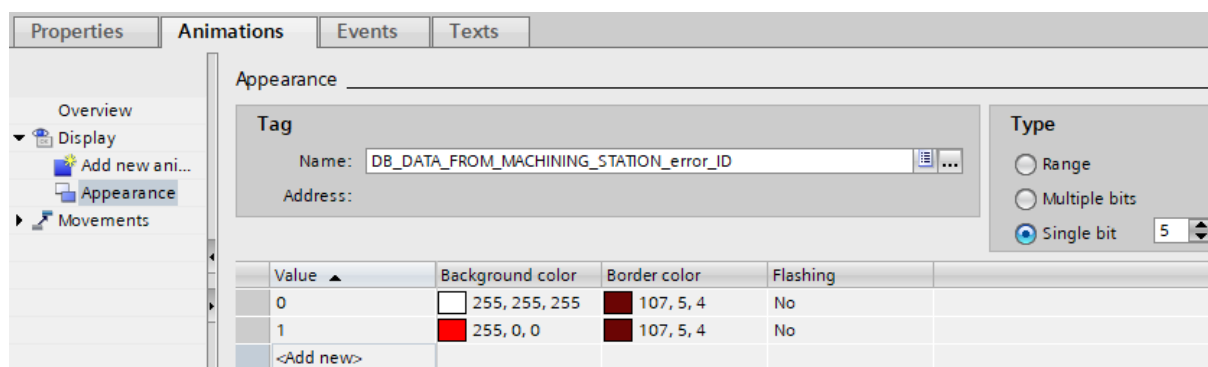 Properties Animations Events Texts
Appearance
Overview
Display
Add new ani...
Appearance
Movements
Tag
Name: DB_DATA_FROM_MACHINING_STATION_error_ID ...
Address:
Type
Range
Multiple bits
Single bit 5
Value Background color Border color Flashing
0 255, 255, 255 107, 5, 4 No
1 255, 0, 0 107, 5, 4 No
<Add new>